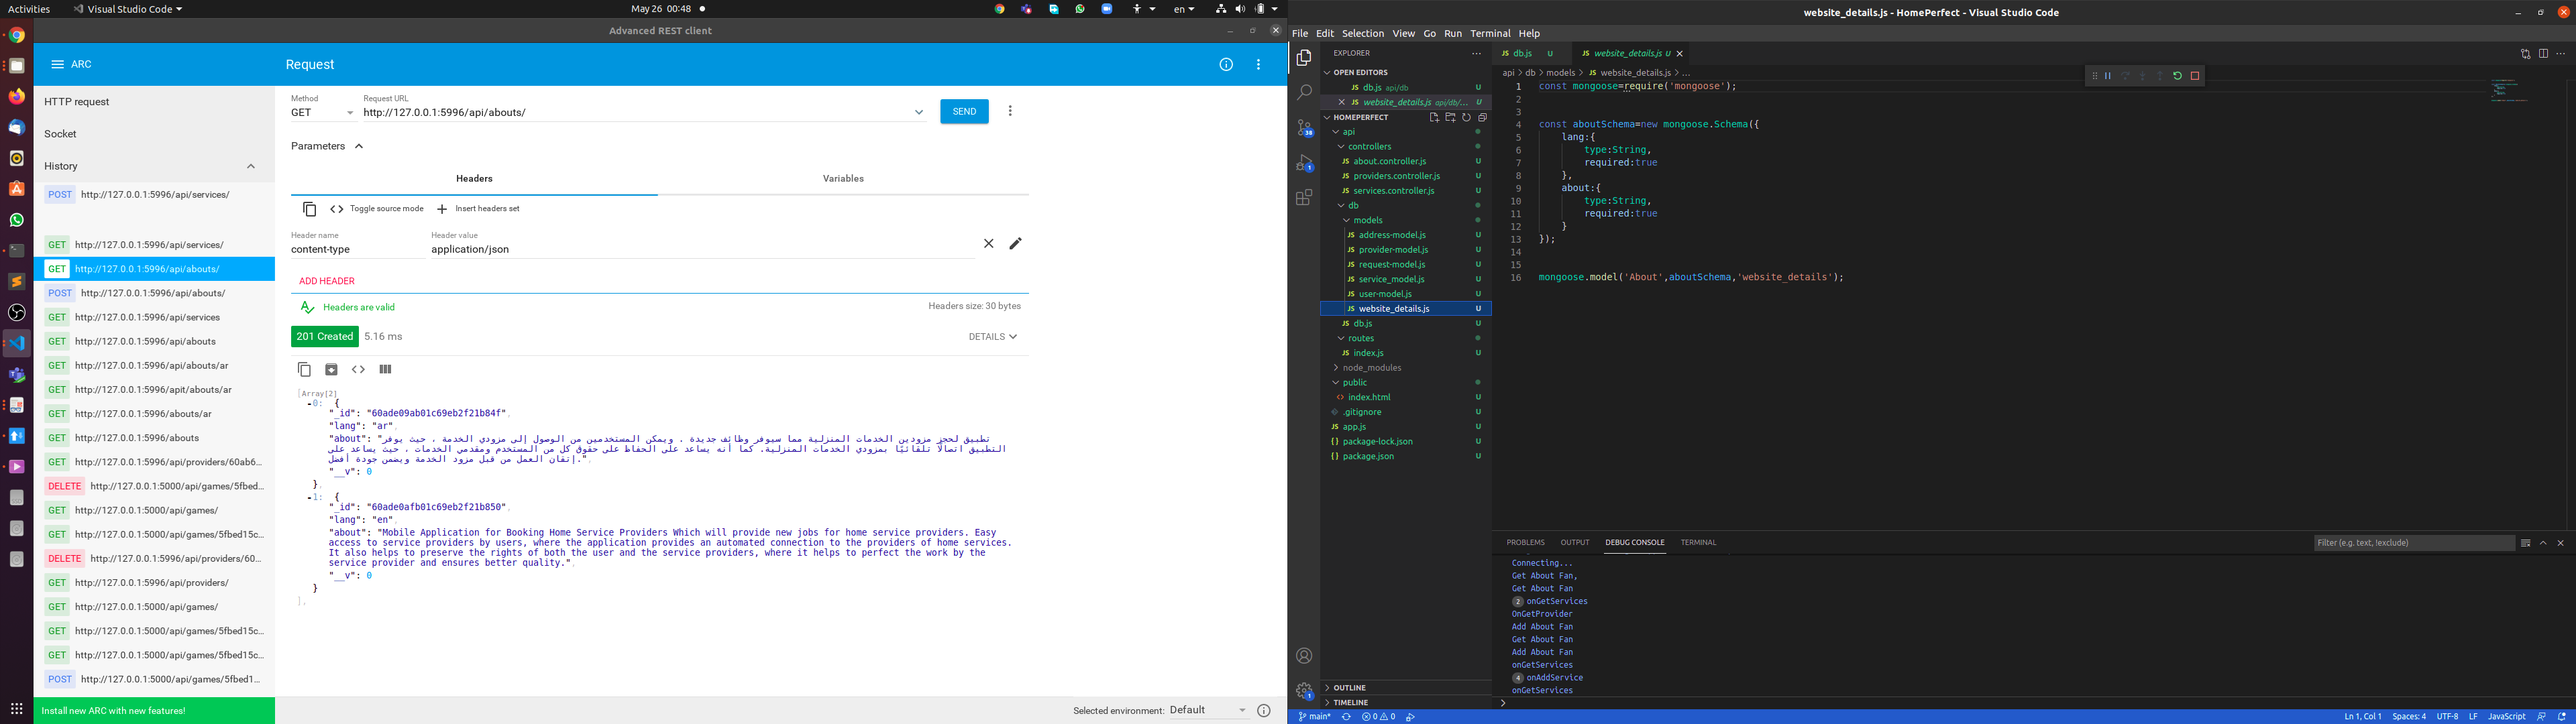 Activities
Visual Studio Code
May 26 00:48
en
Advanced REST client
ARC
Request
HTTP request
Socket
History
POST http://127.0.0.1:5996/api/services/
GET http://127.0.0.1:5996/api/services/
GET http://127.0.0.1:5996/api/abouts/
POST http://127.0.0.1:5996/api/abouts/
GET http://127.0.0.1:5996/api/services
GET http://127.0.0.1:5996/api/abouts
GET http://127.0.0.1:5996/api/abouts/ar
GET http://127.0.0.1:5996/apit/abouts/ar
GET http://127.0.0.1:5996/abouts/ar
GET http://127.0.0.1:5996/abouts
GET http://127.0.0.1:5996/api/providers/60ab6...
DELETE http://127.0.0.1:5000/api/games/5fbed...
GET http://127.0.0.1:5000/api/games/
GET http://127.0.0.1:5000/api/games/5fbed15c...
DELETE http://127.0.0.1:5996/api/providers/60...
GET http://127.0.0.1:5996/api/providers/
GET http://127.0.0.1:5000/api/games/
GET http://127.0.0.1:5000/api/games/5fbed15c...
GET http://127.0.0.1:5000/api/games/5fbed15c...
POST http://127.0.0.1:5000/api/games/5fbed1...
Install new ARC with new features!
Method
GET
Request URL
http://127.0.0.1:5996/api/abouts/
SEND
Parameters
Headers
Variables
Toggle source mode
Insert headers set
Header name
content-type
Header value
application/json
ADD HEADER
Headers are valid
Headers size: 30 bytes
201 Created
5.16 ms
DETAILS
[Array[2]
-0: {
"_id": "60ade09ab01c69eb2f21b84f",
"lang": "ar",
"about": "تطبيق لحجز مزودين الخدمات المنزلية مما سيوفر وظائف جديدة . ويمكن المستخدمين من الوصول إلى مزودي الخدمة ، حيث يوفر
التطبيق اتصالًا تلقائيًا بمزودي الخدمات المنزلية. كما أنه يساعد على الحفاظ على حقوق كل من المستخدم ومقدمي الخدمات ، حيث يساعد على
إتقان العمل من قبل مزود الخدمة ويضمن جودة أفضل.",
"__v": 0
},
-1: {
"_id": "60ade0afb01c69eb2f21b850",
"lang": "en",
"about": "Mobile Application for Booking Home Service Providers Which will provide new jobs for home service providers. Easy
access to service providers by users, where the application provides an automated connection to the providers of home services.
It also helps to preserve the rights of both the user and the service providers, where it helps to perfect the work by the
service provider and ensures better quality.",
"__v": 0
}
],
Selected environment: Default
website_details.js - HomePerfect - Visual Studio Code
File Edit Selection View Go Run Terminal Help
38
1
1
EXPLORER
OPEN EDITORS
db.js api/db U
website_details.js api/db/... U
HOMEPERFECT
api
controllers
about.controller.js U
providers.controller.js U
services.controller.js U
db
models
address-model.js U
provider-model.js U
request-model.js U
service_model.js U
user-model.js U
website_details.js U
db.js U
routes
index.js U
node_modules
public
index.html U
.gitignore U
app.js U
package-lock.json U
package.json U
OUTLINE
TIMELINE
db.js U
website_details.js U
api > db > models > website_details.js > ...
1 const mongoose=require('mongoose');
2
3
4 const aboutSchema=new mongoose.Schema({
5 lang:{
6 type:String,
7 required:true
8 },
9 about:{
10 type:String,
11 required:true
12 }
13 });
14
15
16 mongoose.model('About',aboutSchema,'website_details');
PROBLEMS OUTPUT DEBUG CONSOLE TERMINAL
Filter (e.g. text, !exclude)
Connecting...
Get About Fan,
Get About Fan
2 onGetServices
OnGetProvider
Add About Fan
Get About Fan
Add About Fan
onGetServices
4 onAddService
onGetServices
main* 0 0
Ln 1, Col 1 Spaces: 4 UTF-8 LF JavaScript